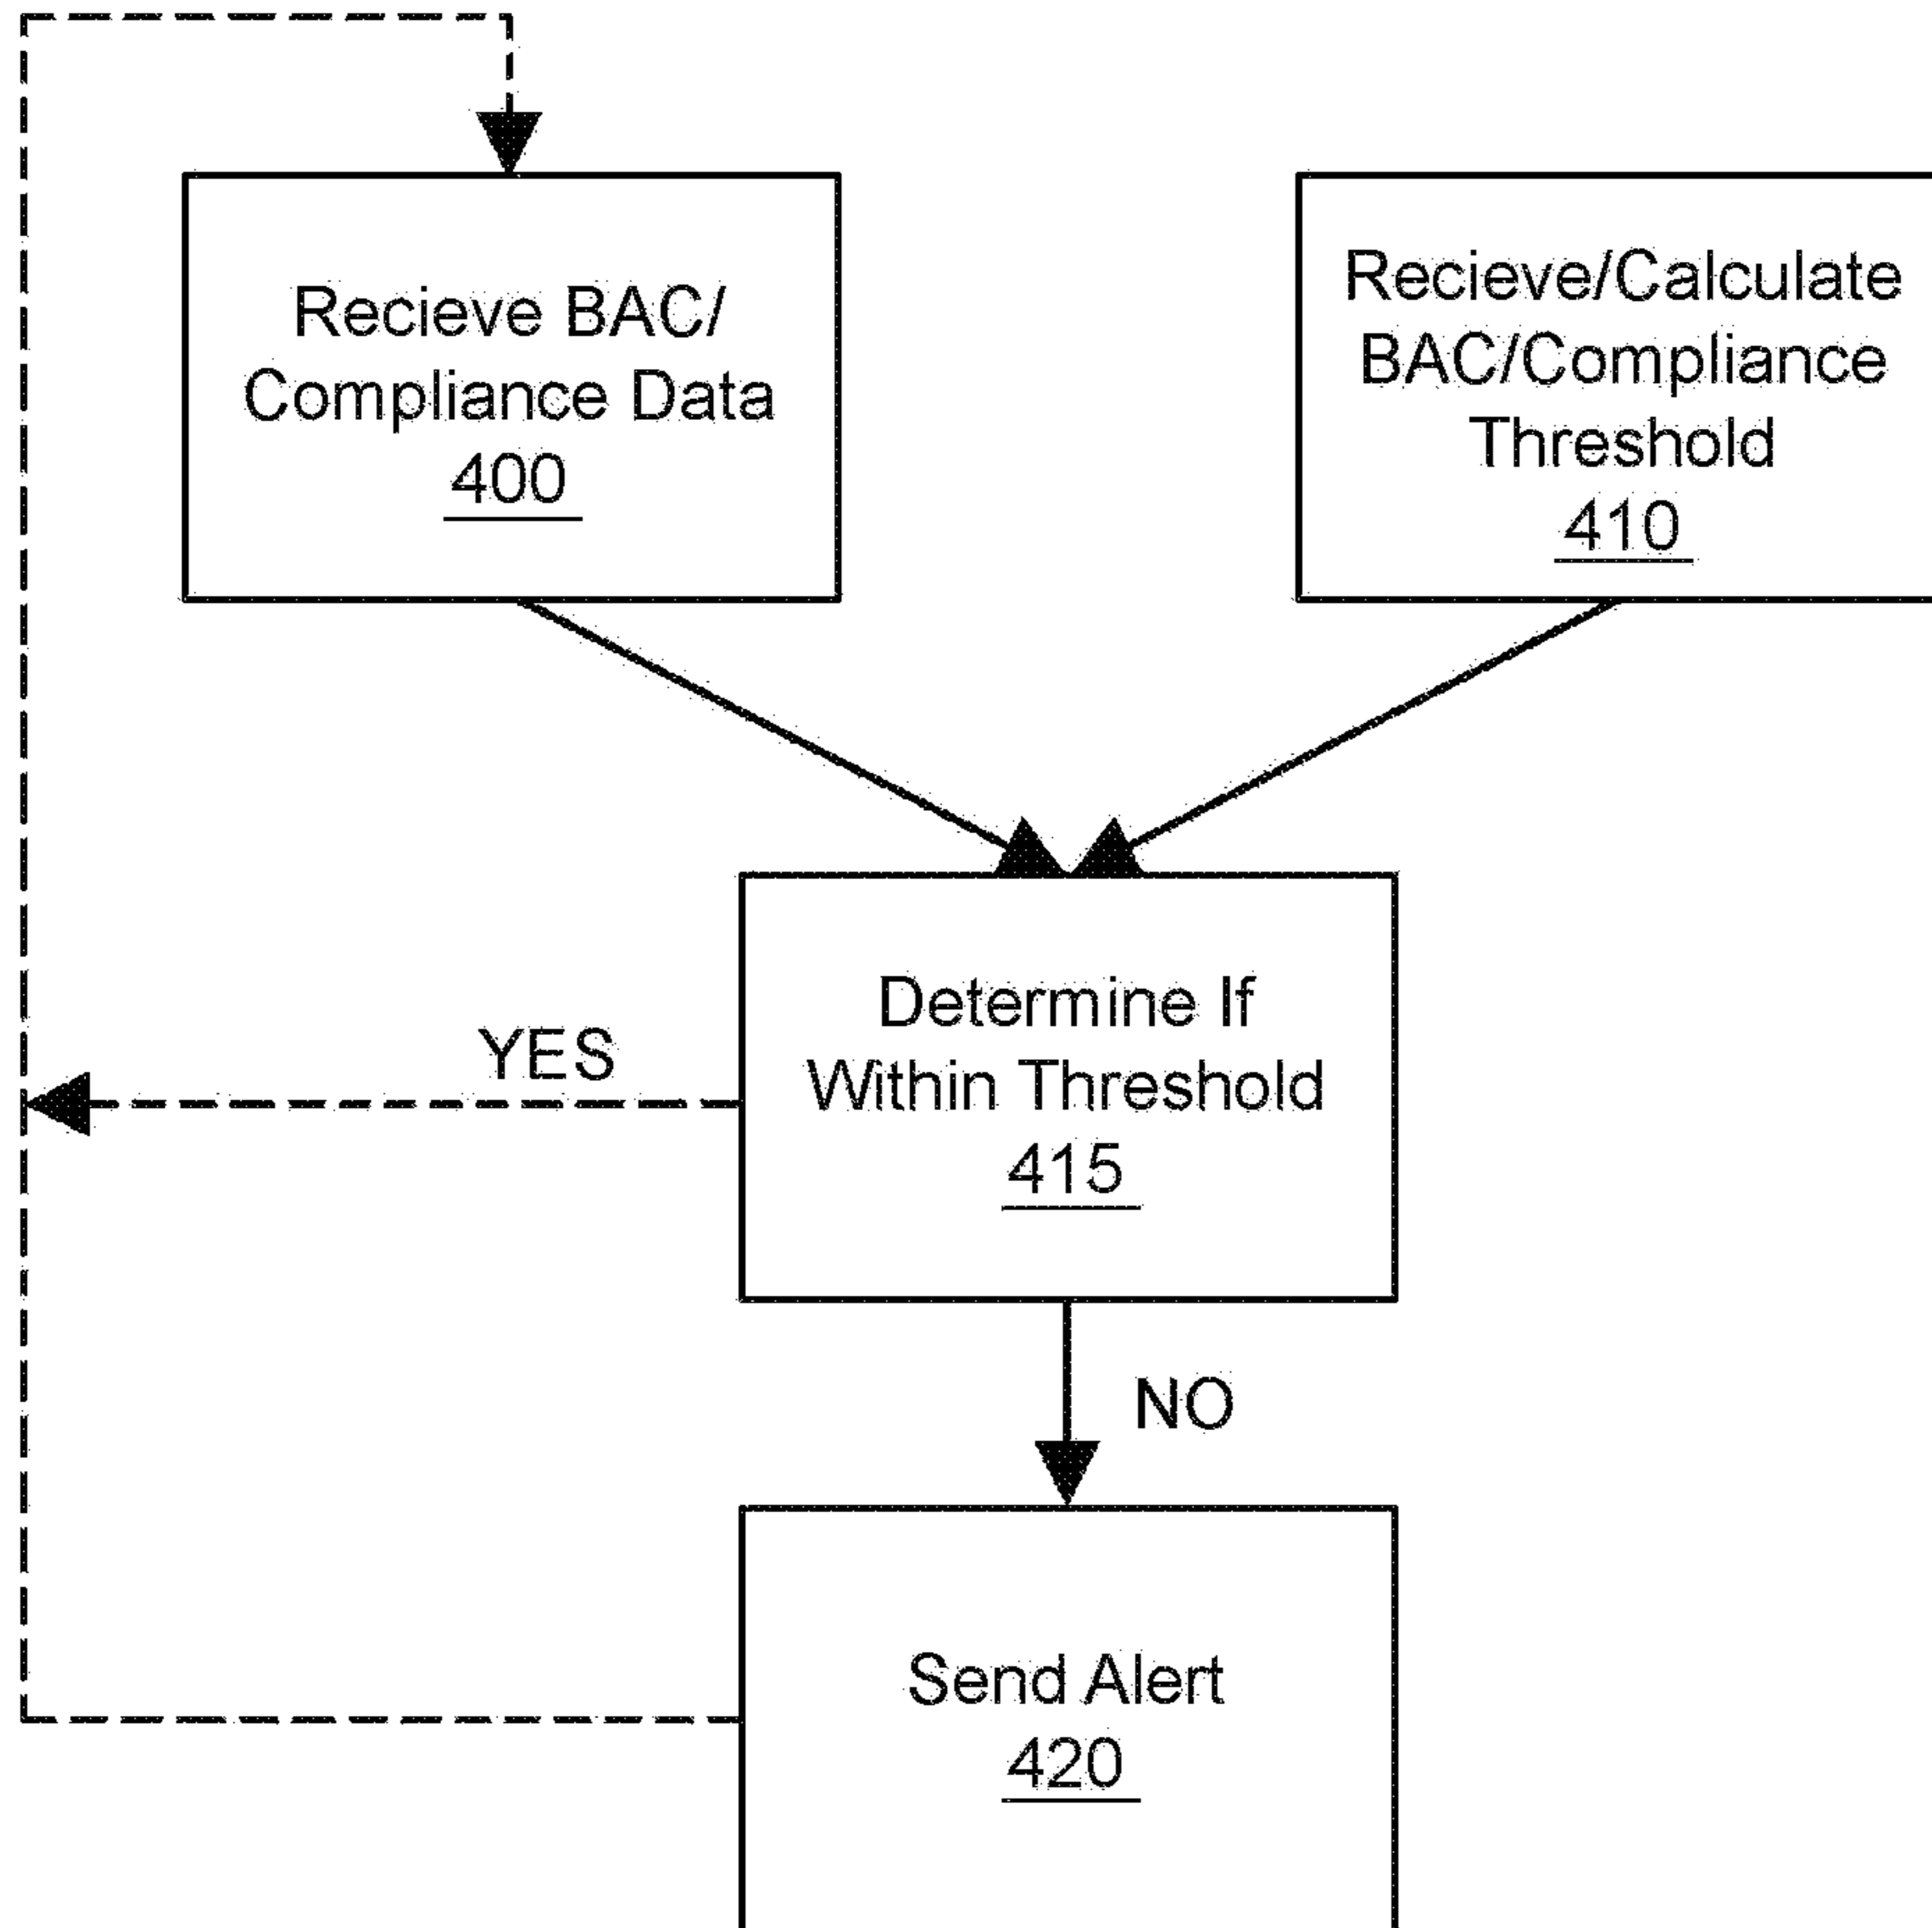 Recieve BAC/
Compliance Data
400
Recieve/Calculate
BAC/Compliance
Threshold
410
Determine If
Within Threshold
415
YES
NO
Send Alert
420